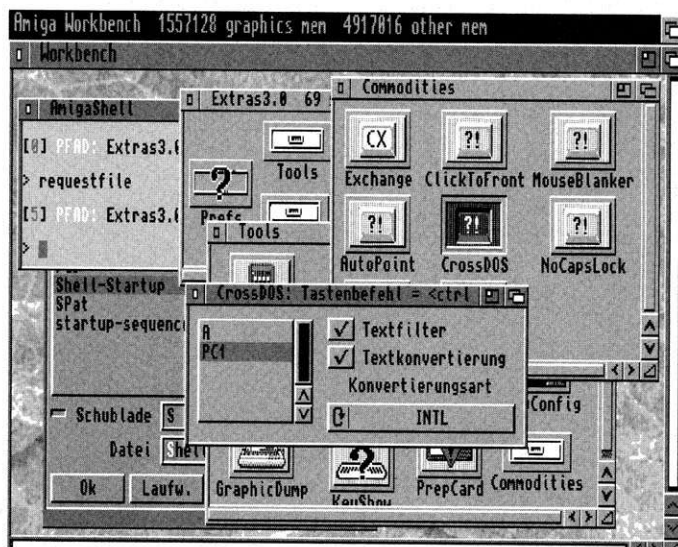 Amiga Workbench 1557128 graphics mem 4917016 other mem
Workbench
AmigaShell
[0] PFAD: Extras3.0
> requestfile
[5] PFAD: Extras3.0
>
Extras3.0 69
Tools
Prefs
Commodities
CX
?!
?!
Exchange ClickToFront MouseBlanker
?!
?!
?!
AutoPoint CrossDOS NoCapsLock
Tools
Shell-Startup
SPat
startup-sequence
Schublade S
Datei Shell
Ok Laufw.
CrossDOS: Tastenbefehl = <ctrl
A
PC1
Textfilter
Textkonvertierung
Konvertierungsart
INTL
GraphicDump KeyShow PrepCard Commodities